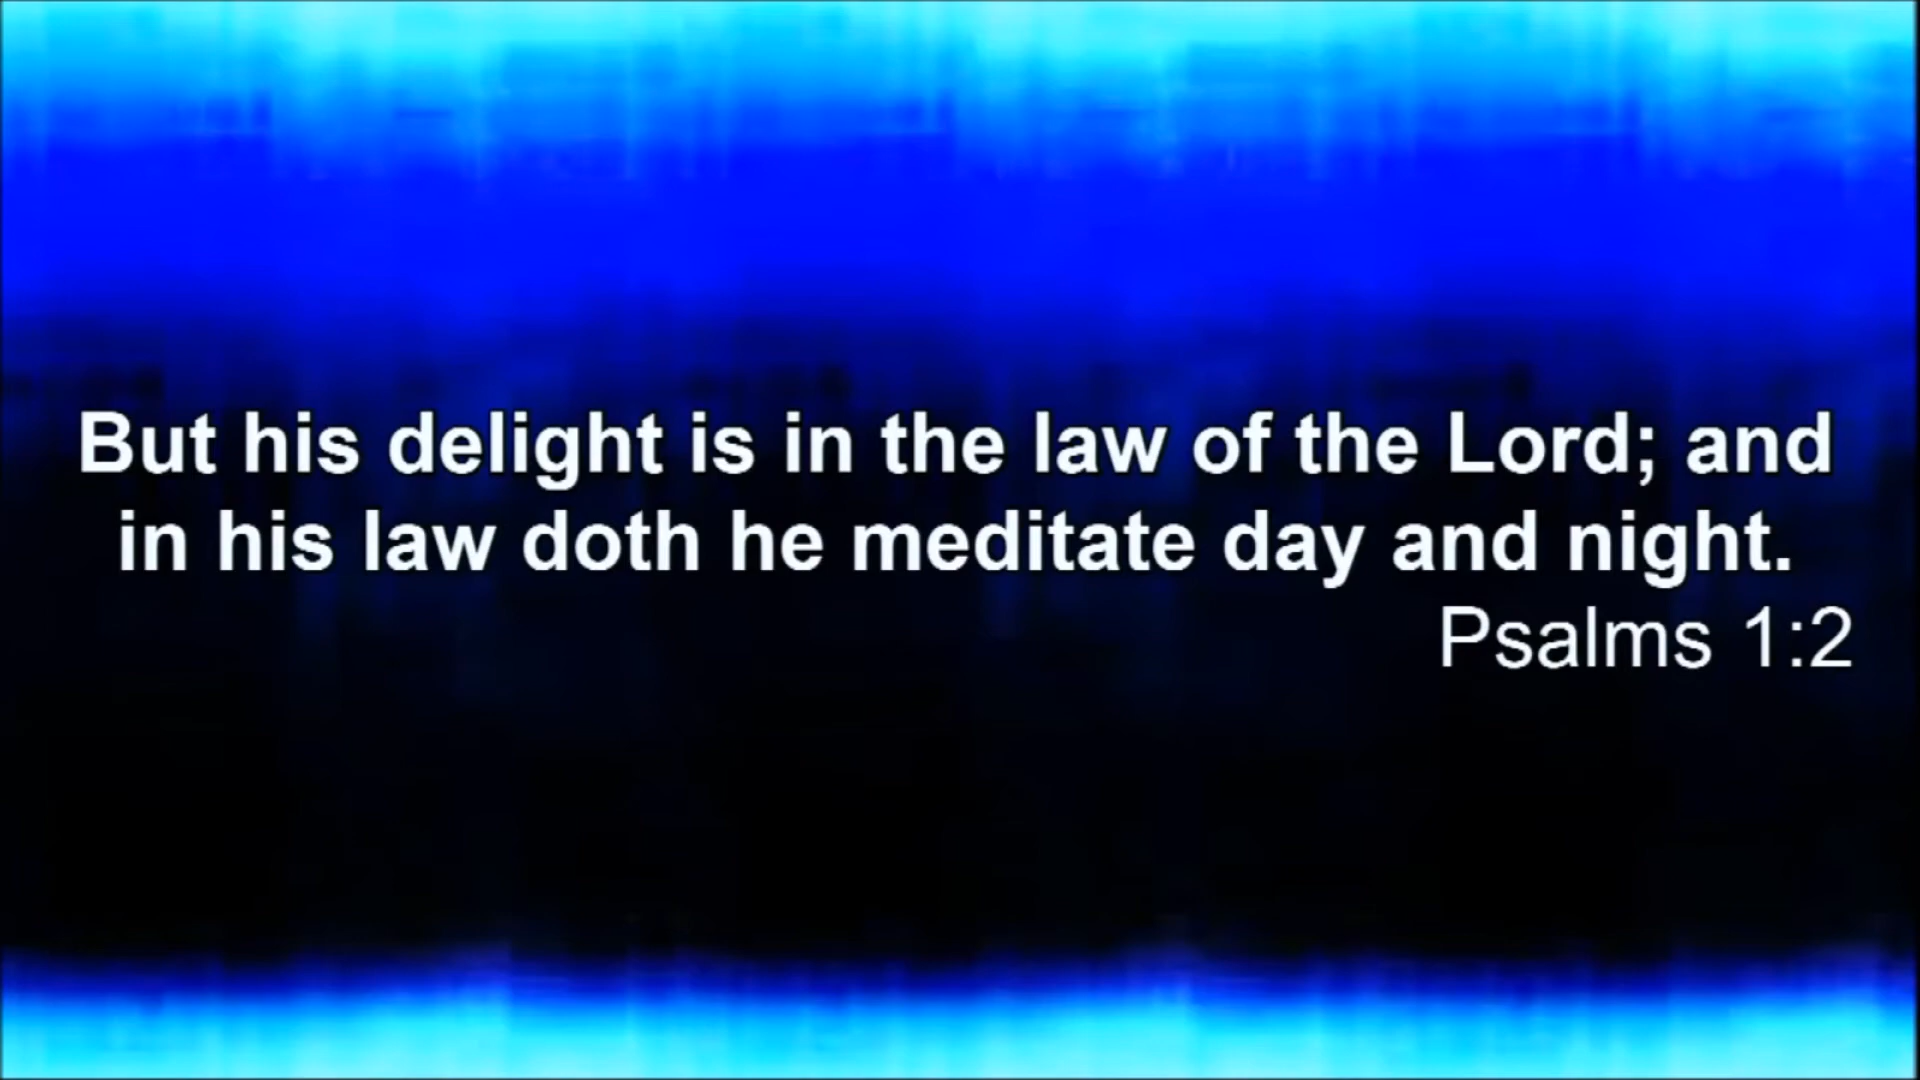 But his delight is in the law of the Lord; and
in his law doth he meditate day and night.
Psalms 1:2